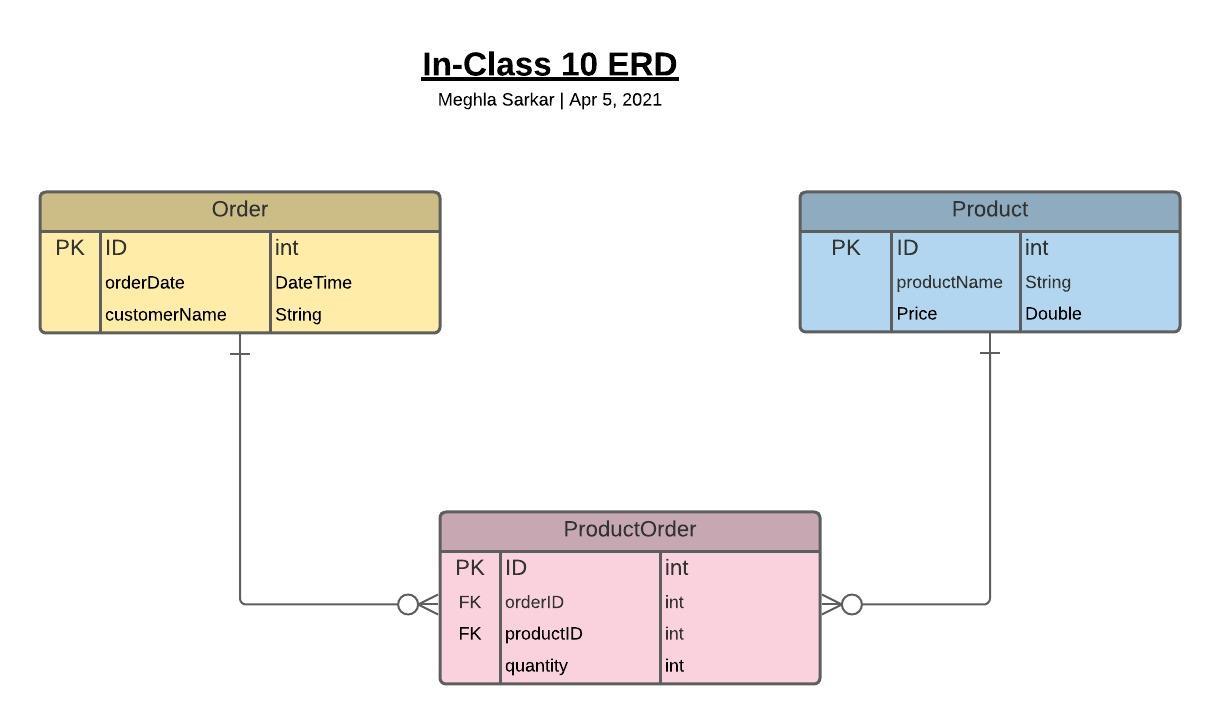 In-Class 10 ERD
Meghla Sarkar | Apr 5, 2021
Order
PK ID int
orderDate DateTime
customerName String
Product
PK ID int
productName String
Price Double
ProductOrder
PK ID int
FK orderID int
FK productID int
quantity int